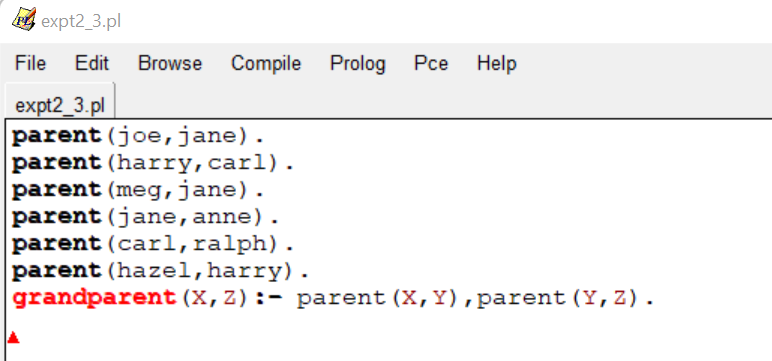 expt2_3.pl
File Edit Browse Compile Prolog Pce Help
expt2_3.pl
parent(joe,jane).
parent(harry,carl).
parent(meg,jane).
parent(jane,anne).
parent(carl,ralph).
parent(hazel,harry).
grandparent(X,Z):- parent(X,Y),parent(Y,Z).